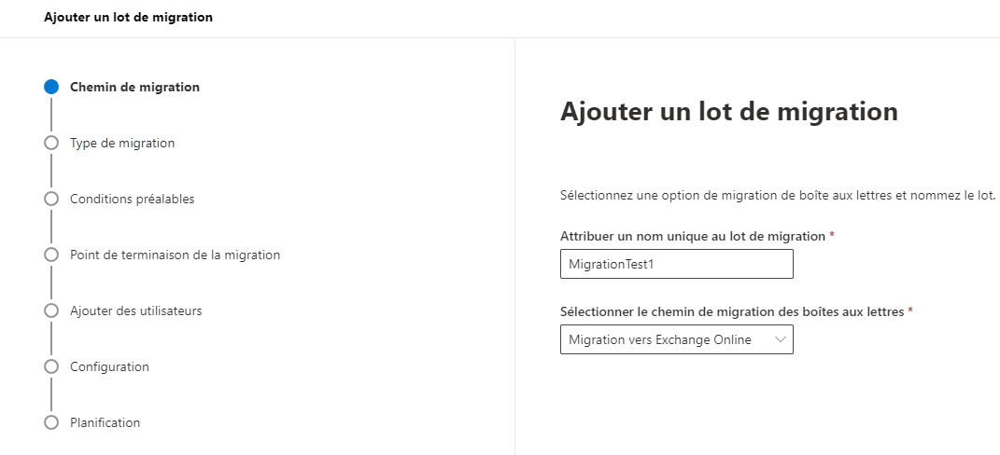 Ajouter un lot de migration
Chemin de migration
Type de migration
Conditions préalables
Point de terminaison de la migration
Ajouter des utilisateurs
Configuration
Planification
Ajouter un lot de migration
Sélectionnez une option de migration de boîte aux lettres et nommez le lot.
Attribuer un nom unique au lot de migration *
MigrationTest1
Sélectionner le chemin de migration des boîtes aux lettres *
Migration vers Exchange Online